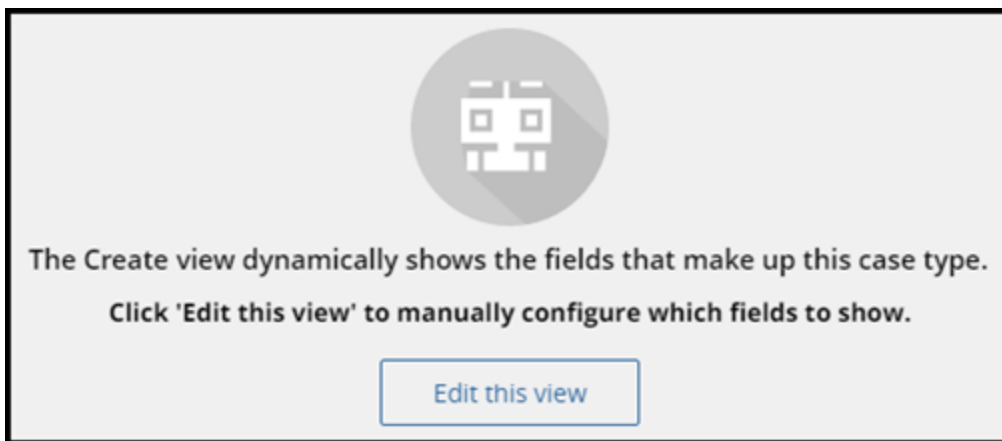 The Create view dynamically shows the fields that make up this case type.
Click 'Edit this view' to manually configure which fields to show.
Edit this view